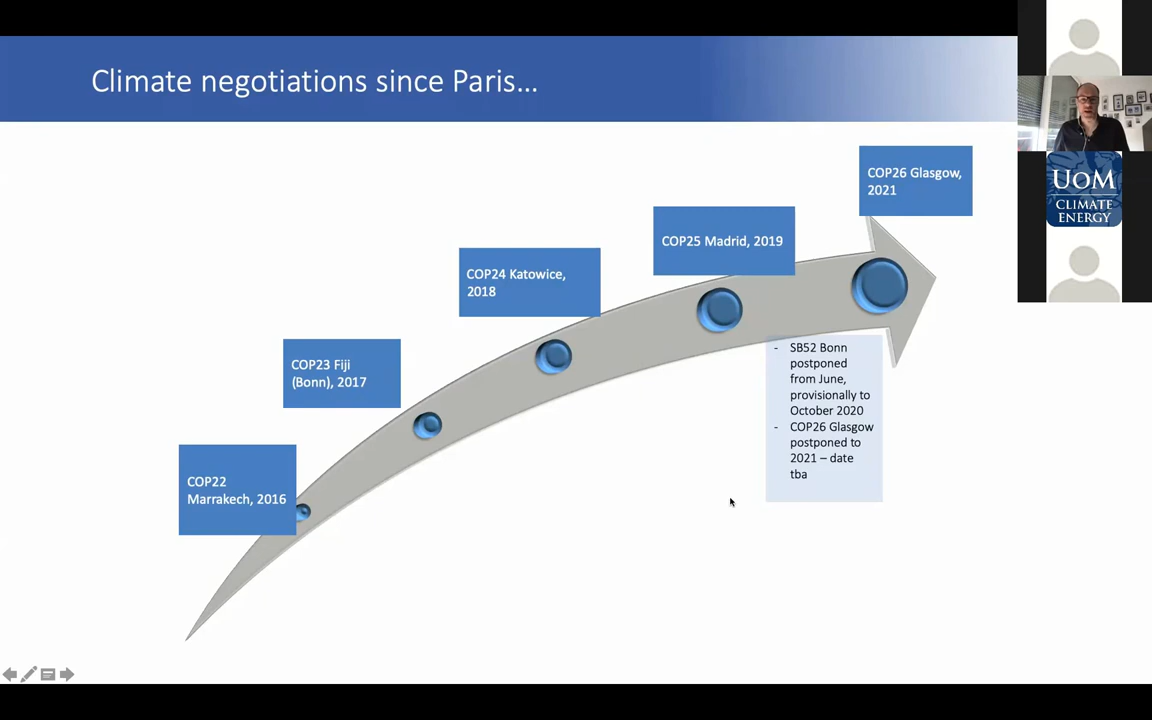 Climate negotiations since Paris...
COP26 Glasgow,
2021
COP25 Madrid, 2019
COP24 Katowice,
2018
COP23 Fiji
(Bonn), 2017
COP22
Marrakech, 2016
- SB52 Bonn
postponed
from June,
provisionally to
October 2020
- COP26 Glasgow
postponed to
2021 – date
tba
UOM
CLIMATE
ENERGY